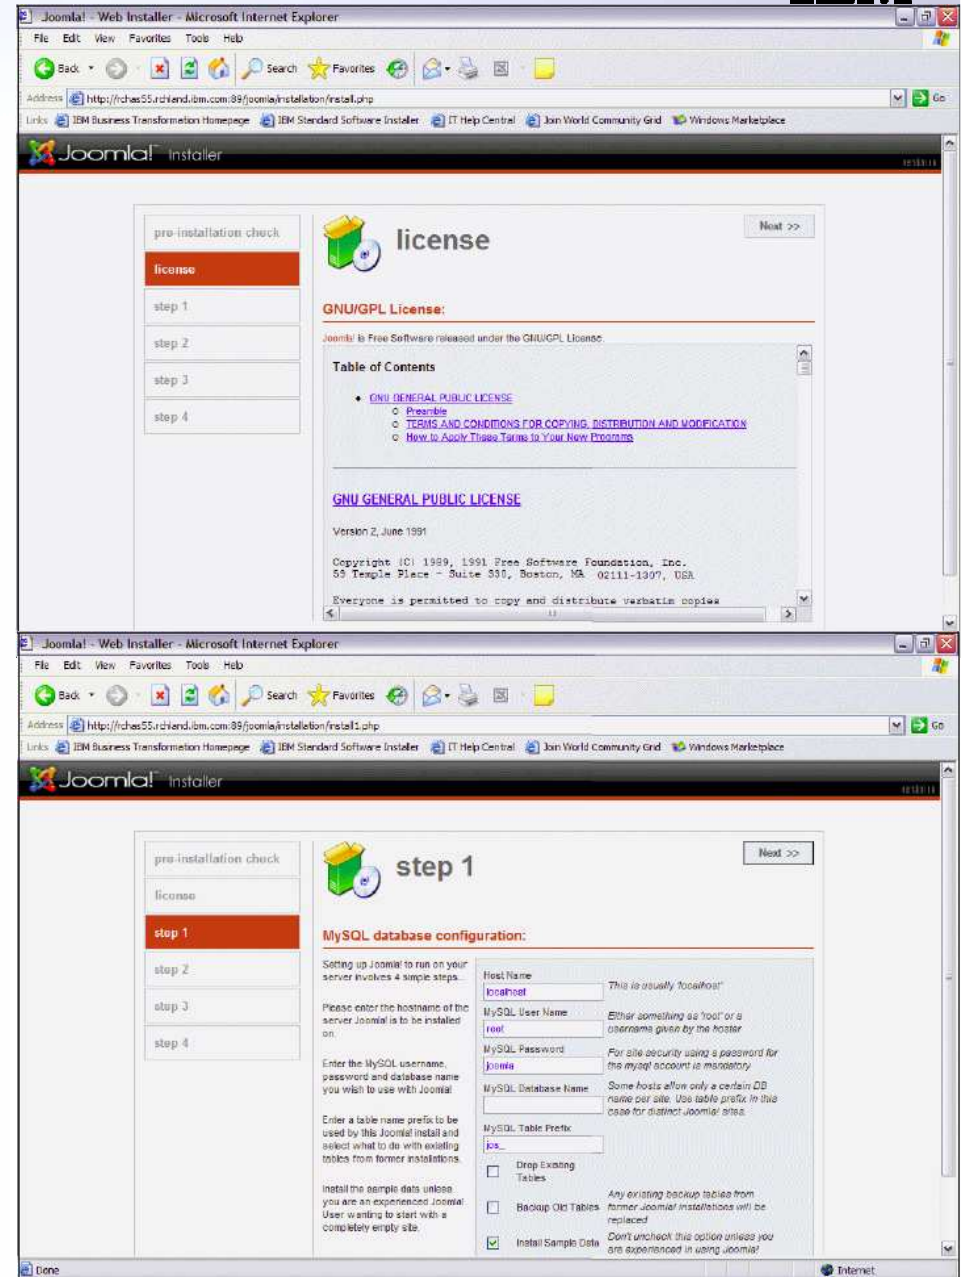 Joomla! - Web Installer - Microsoft Internet Explorer
File Edit View Favorites Tools Help
Back Search Favorites
Address http://rchas55.rchland.ibm.com:89/joomla/installation/install.php Go
Links IBM Business Transformation Homepage IBM Standard Software Installer IT Help Central Join World Community Grid Windows Marketplace
Joomla! Installer
pre-installation check
license
step 1
step 2
step 3
step 4
license
Next >>
GNU/GPL License:
Joomla! is Free Software released under the GNU/GPL License.
Table of Contents
GNU GENERAL PUBLIC LICENSE
Preamble
TERMS AND CONDITIONS FOR COPYING, DISTRIBUTION AND MODIFICATION
How to Apply These Terms to Your New Programs
GNU GENERAL PUBLIC LICENSE
Version 2, June 1991
Copyright (C) 1989, 1991 Free Software Foundation, Inc.
59 Temple Place - Suite 330, Boston, MA 02111-1307, USA
Everyone is permitted to copy and distribute verbatim copies
Joomla! - Web Installer - Microsoft Internet Explorer
File Edit View Favorites Tools Help
Back Search Favorites
Address http://rchas55.rchland.ibm.com:89/joomla/installation/install1.php Go
Links IBM Business Transformation Homepage IBM Standard Software Installer IT Help Central Join World Community Grid Windows Marketplace
Joomla! Installer
pre-installation check
license
step 1
step 2
step 3
step 4
step 1
Next >>
MySQL database configuration:
Setting up Joomla! to run on your
server involves 4 simple steps...
Please enter the hostname of the
server Joomla! is to be installed
on.
Enter the MySQL username,
password and database name
you wish to use with Joomla!
Enter a table name prefix to be
used by this Joomla! install and
select what to do with existing
tables from former installations.
Install the sample data unless
you are an experienced Joomla!
User wanting to start with a
completely empty site.
Host Name
localhost
This is usually 'localhost'
MySQL User Name
root
Either something as 'root' or a
username given by the hoster
MySQL Password
joomla
For site security using a password for
the mysql account is mandatory
MySQL Database Name
Some hosts allow only a certain DB
name per site. Use table prefix in this
case for distinct Joomla! sites.
MySQL Table Prefix
jos_
Drop Existing
Tables
Backup Old Tables
Any existing backup tables from
former Joomla! installations will be
replaced
Install Sample Data
Don't uncheck this option unless you
are experienced in using Joomla!
Done Internet